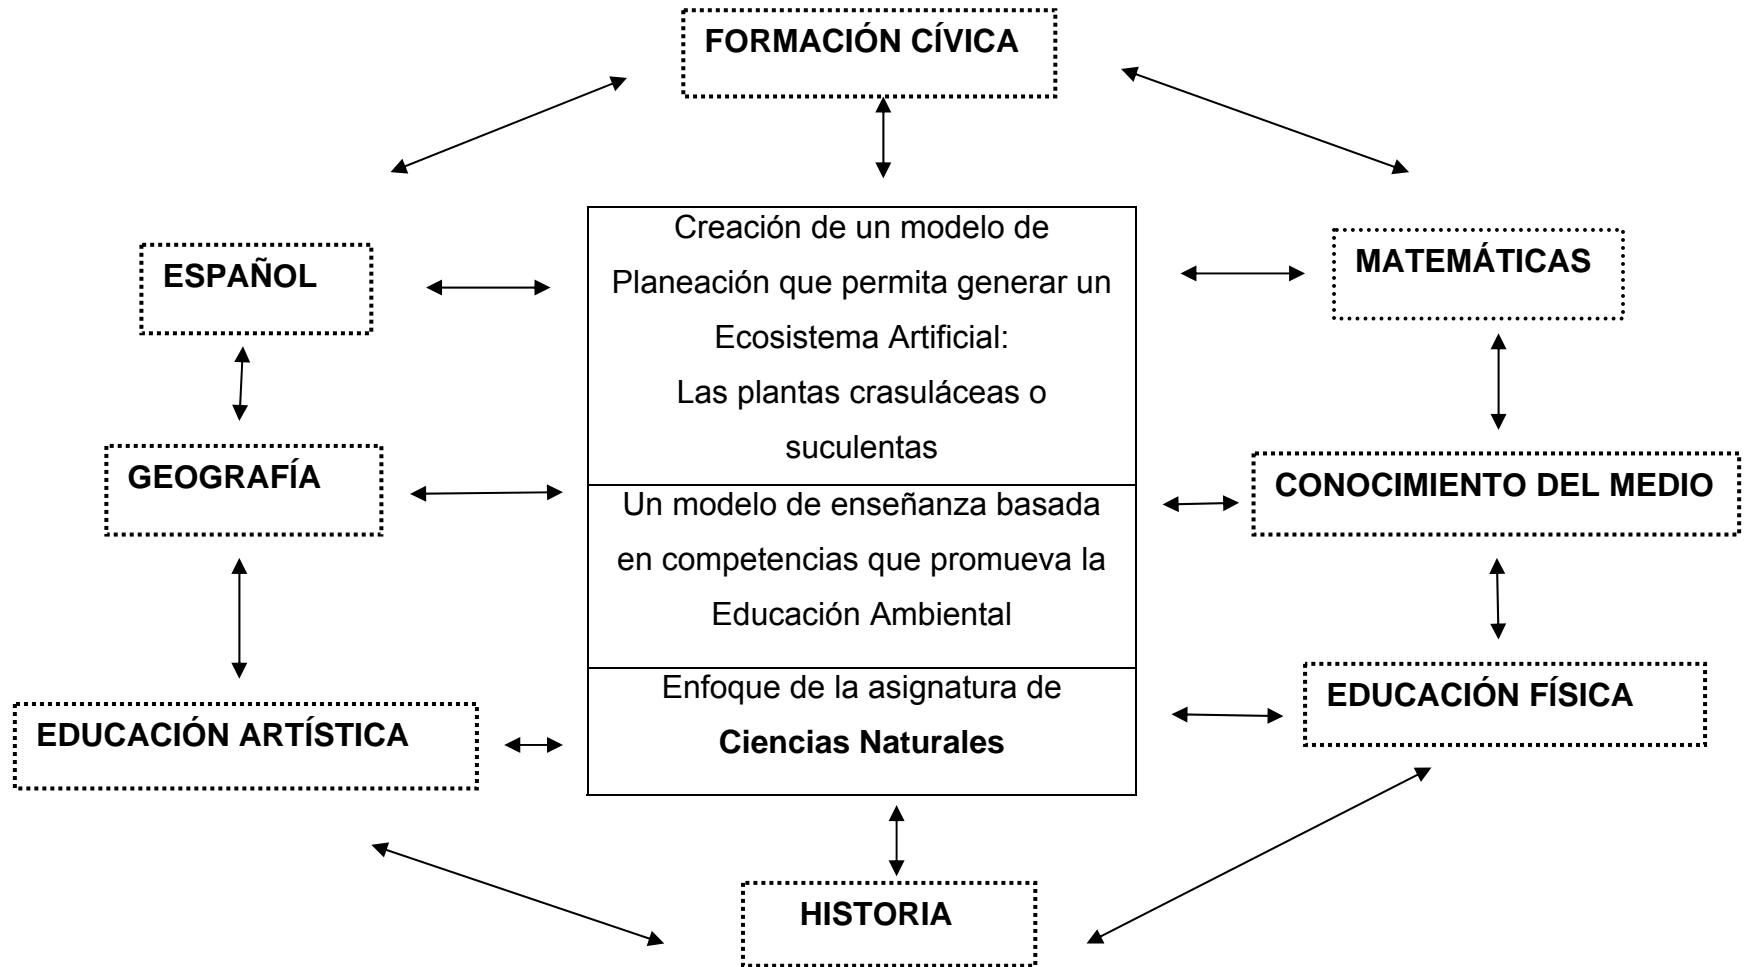 FORMACIÓN CÍVICA
ESPAÑOL
MATEMÁTICAS
Creación de un modelo de
Planeación que permita generar un
Ecosistema Artificial:
Las plantas crasuláceas o
suculentas
GEOGRAFÍA
CONOCIMIENTO DEL MEDIO
Un modelo de enseñanza basada
en competencias que promueva la
Educación Ambiental
EDUCACIÓN ARTÍSTICA
EDUCACIÓN FÍSICA
Enfoque de la asignatura de
Ciencias Naturales
HISTORIA